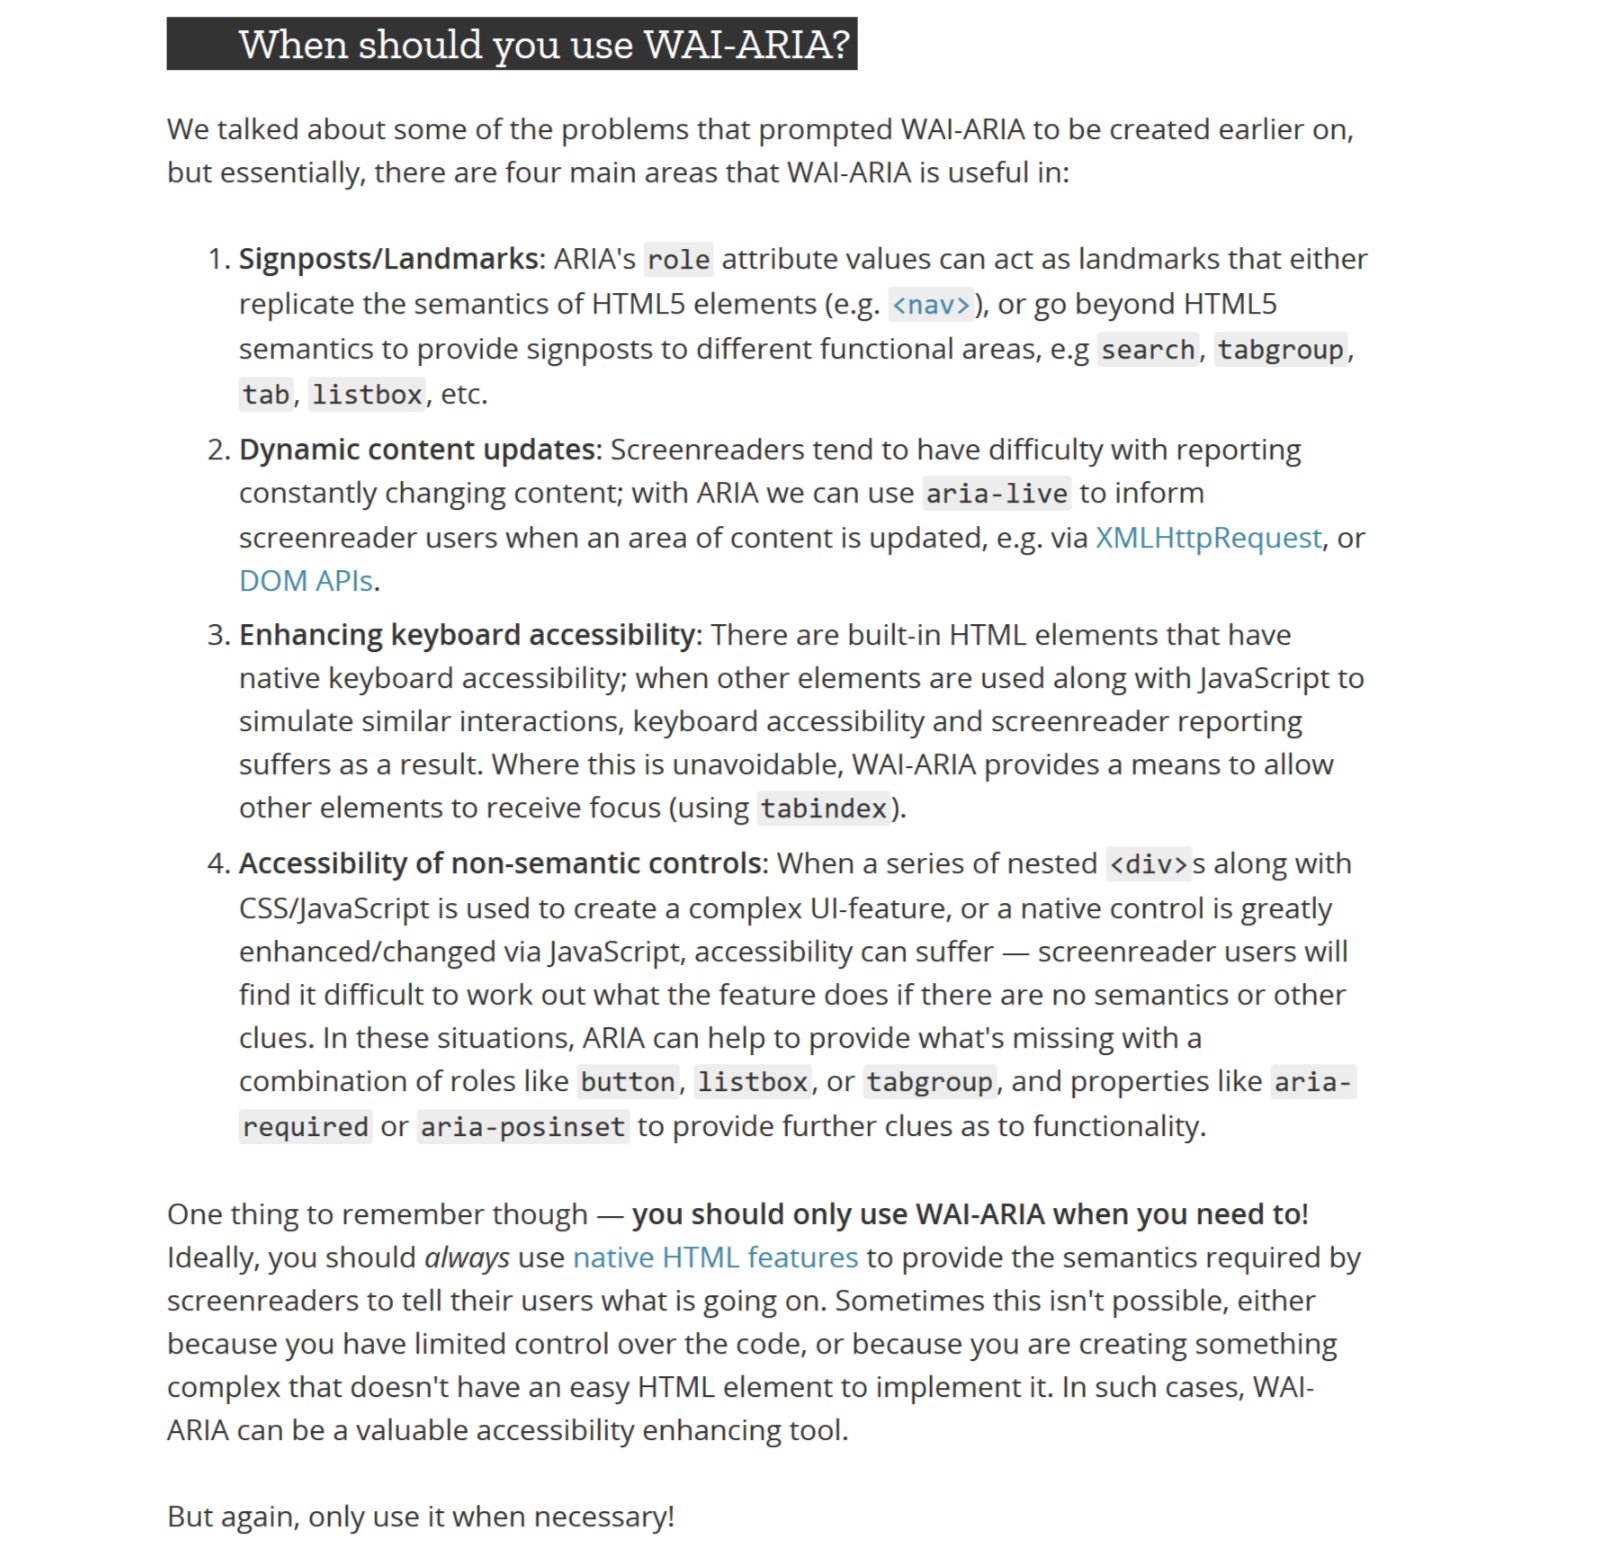 When should you use WAI-ARIA?
We talked about some of the problems that prompted WAI-ARIA to be created earlier on,
but essentially, there are four main areas that WAI-ARIA is useful in:
1. Signposts/Landmarks: ARIA's role attribute values can act as landmarks that either
replicate the semantics of HTML5 elements (e.g. <nav>), or go beyond HTML5
semantics to provide signposts to different functional areas, e.g search, tabgroup,
tab, listbox, etc.
2. Dynamic content updates: Screenreaders tend to have difficulty with reporting
constantly changing content; with ARIA we can use aria-live to inform
screenreader users when an area of content is updated, e.g. via XMLHttpRequest, or
DOM APIs.
3. Enhancing keyboard accessibility: There are built-in HTML elements that have
native keyboard accessibility; when other elements are used along with JavaScript to
simulate similar interactions, keyboard accessibility and screenreader reporting
suffers as a result. Where this is unavoidable, WAI-ARIA provides a means to allow
other elements to receive focus (using tabindex).
4. Accessibility of non-semantic controls: When a series of nested <div>s along with
CSS/JavaScript is used to create a complex UI-feature, or a native control is greatly
enhanced/changed via JavaScript, accessibility can suffer — screenreader users will
find it difficult to work out what the feature does if there are no semantics or other
clues. In these situations, ARIA can help to provide what's missing with a
combination of roles like button, listbox, or tabgroup, and properties like aria-
required or aria-posinset to provide further clues as to functionality.
One thing to remember though — you should only use WAI-ARIA when you need to!
Ideally, you should always use native HTML features to provide the semantics required by
screenreaders to tell their users what is going on. Sometimes this isn't possible, either
because you have limited control over the code, or because you are creating something
complex that doesn't have an easy HTML element to implement it. In such cases, WAI-
ARIA can be a valuable accessibility enhancing tool.
But again, only use it when necessary!